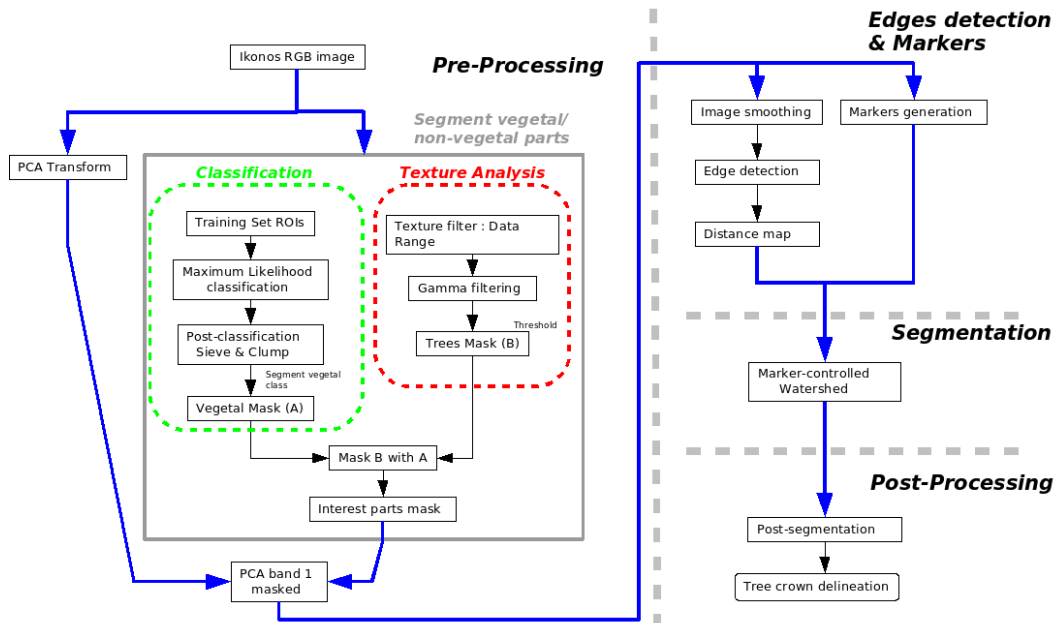 Ikonos RGB image
Pre-Processing
Segment vegetal/
non-vegetal parts
PCA Transform
Classification
Training Set ROIs
Maximum Likelihood
classification
Post-classification
Sieve & Clump
Segment vegetal
class
Vegetal Mask (A)
Texture Analysis
Texture filter : Data
Range
Gamma filtering
Threshold
Trees Mask (B)
Mask B with A
Interest parts mask
PCA band 1
masked
Edges detection
& Markers
Image smoothing
Markers generation
Edge detection
Distance map
Segmentation
Marker-controlled
Watershed
Post-Processing
Post-segmentation
Tree crown delineation